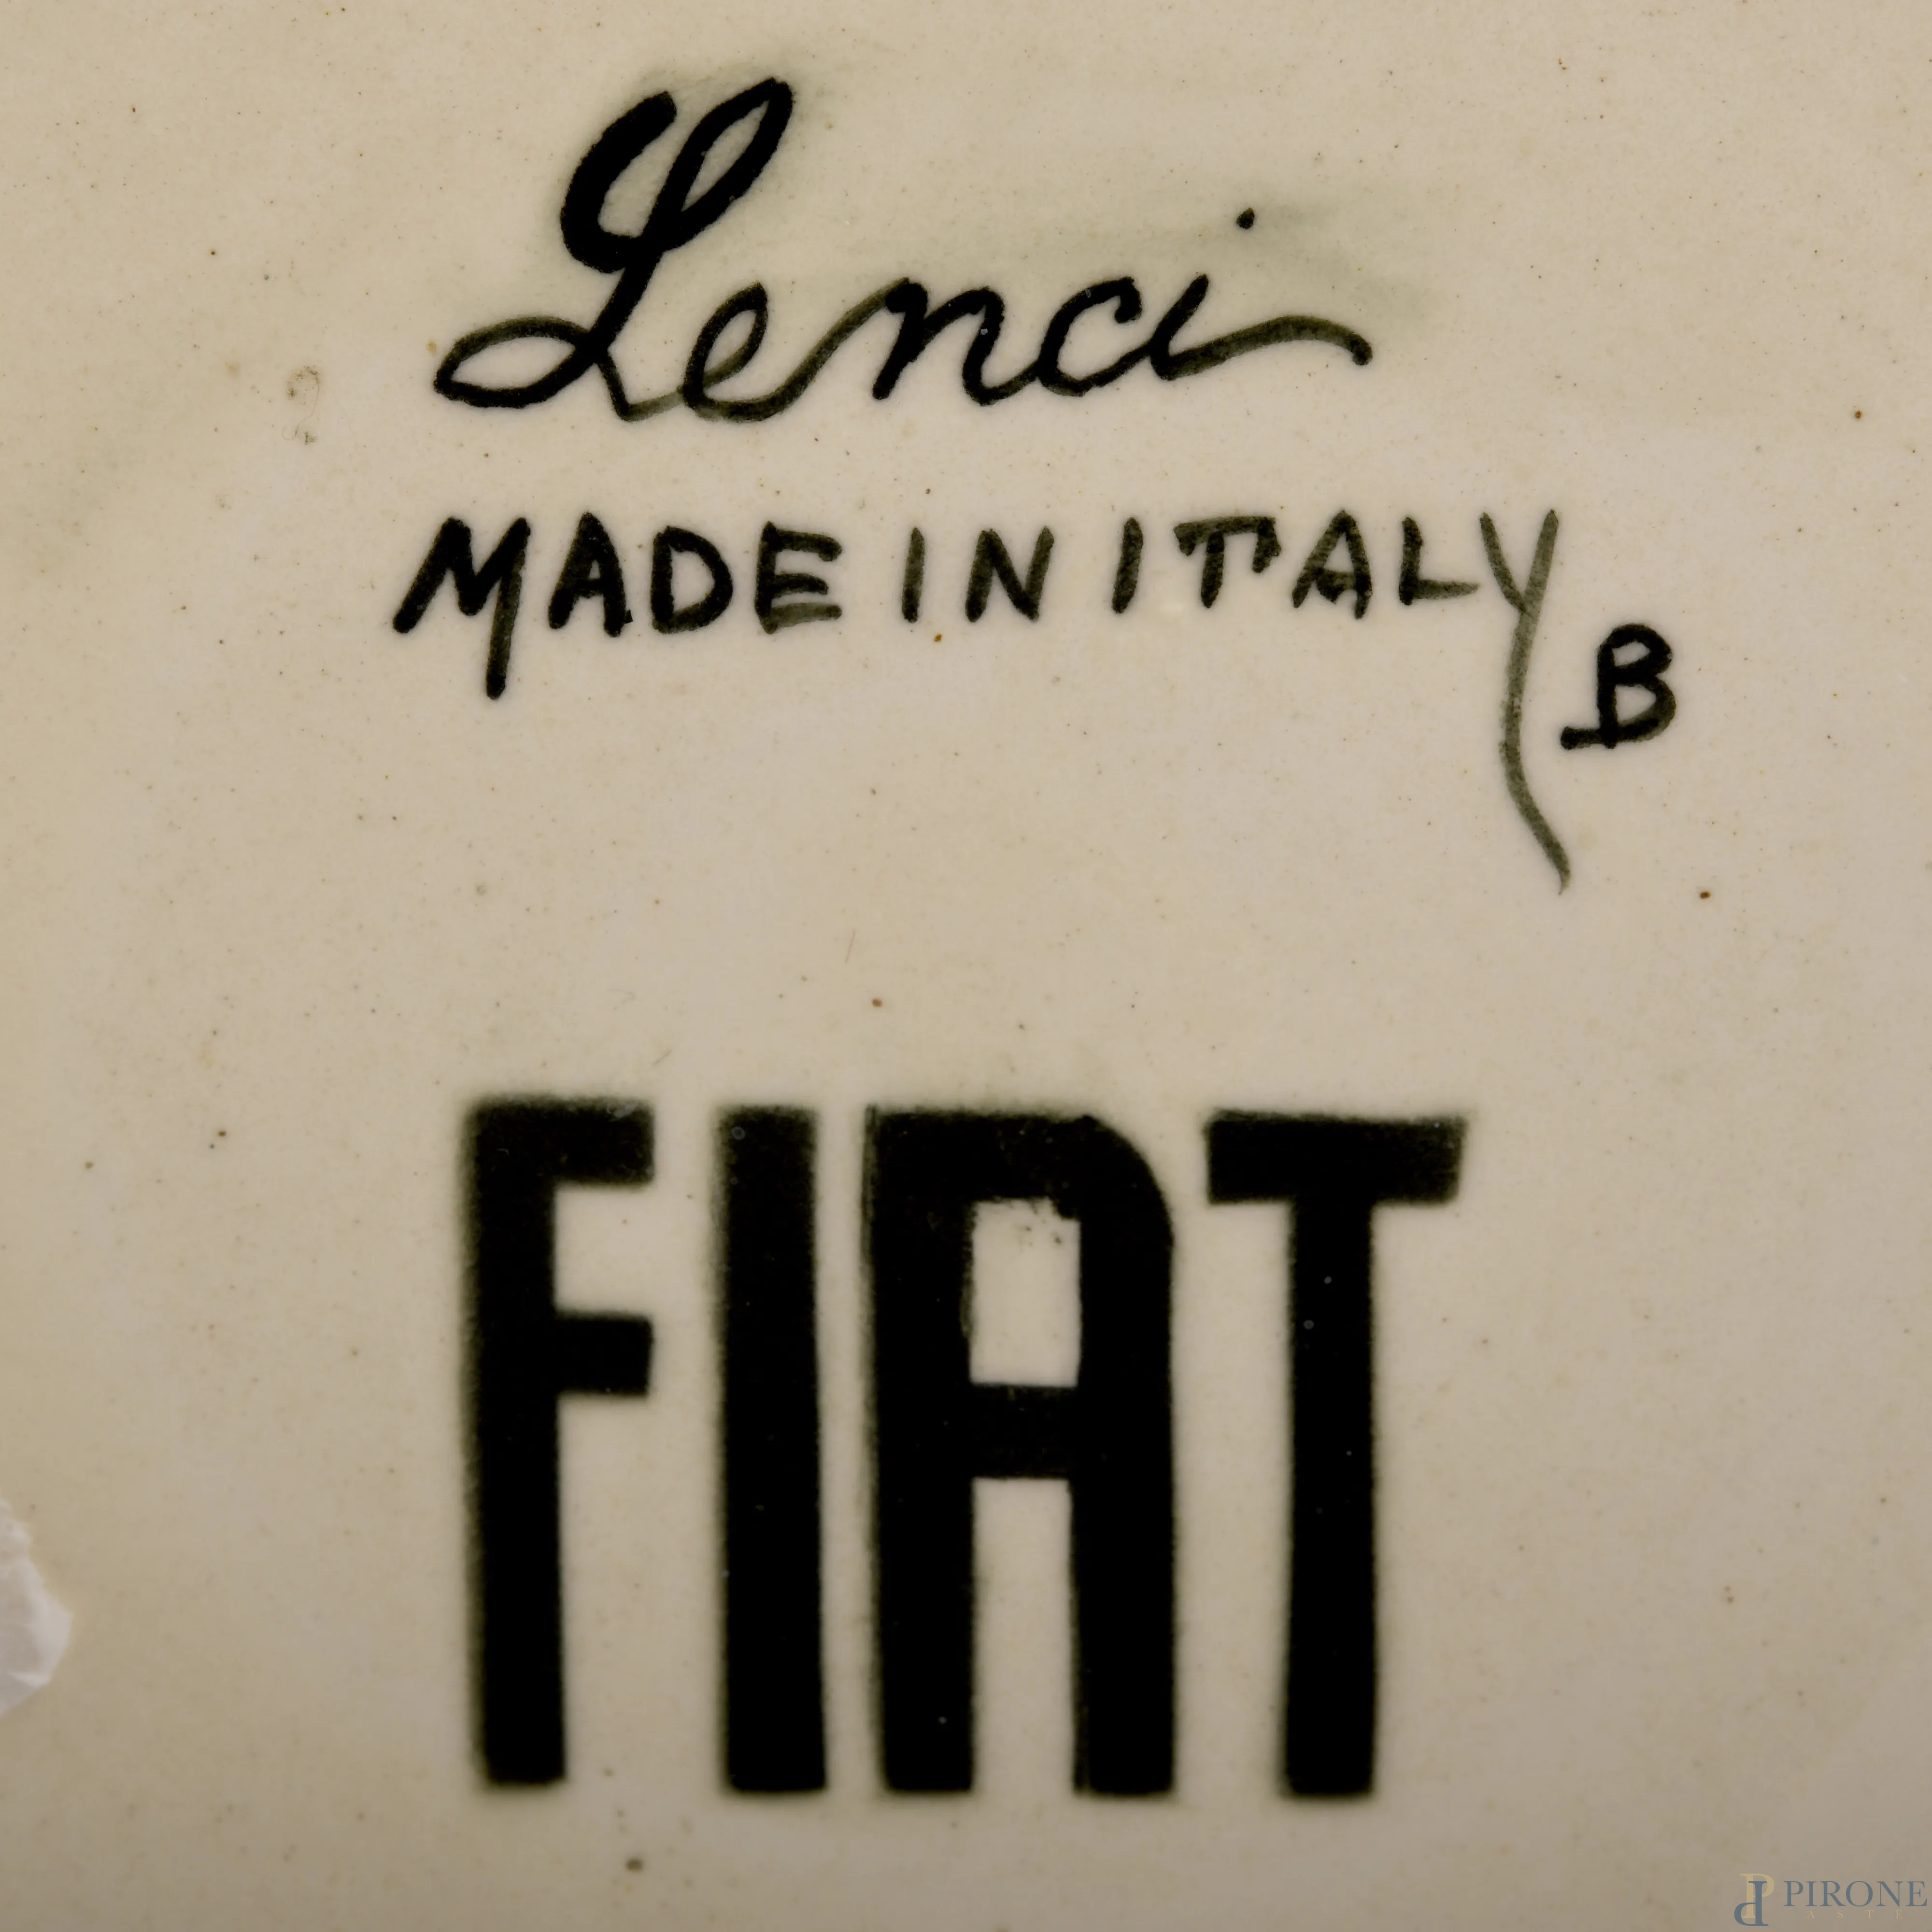 Lenci
MADE IN ITALY
B
FIAT
PIRONE